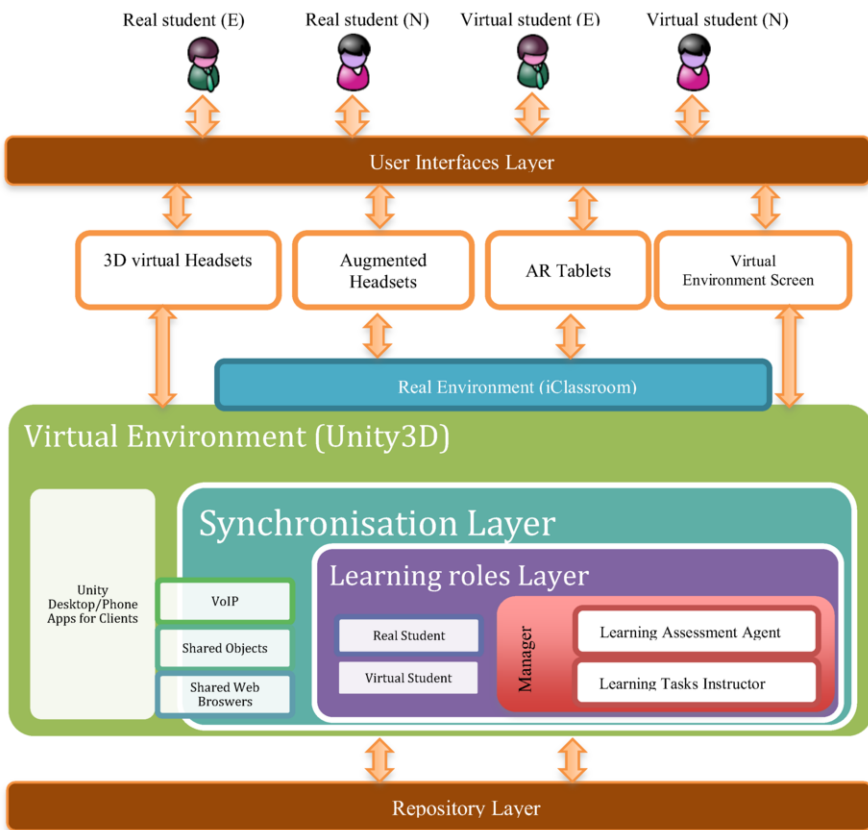 Real student (E)
Real student (N)
Virtual student (E)
Virtual student (N)
User Interfaces Layer
3D virtual Headsets
Augmented
Headsets
AR Tablets
Virtual
Environment Screen
Real Environment (iClassroom)
Virtual Environment (Unity3D)
Synchronisation Layer
Learning roles Layer
Unity
Desktop/Phone
Apps for Clients
VoIP
Shared Objects
Shared Web
Broswers
Real Student
Virtual Student
Manager
Learning Assessment Agent
Learning Tasks Instructor
Repository Layer